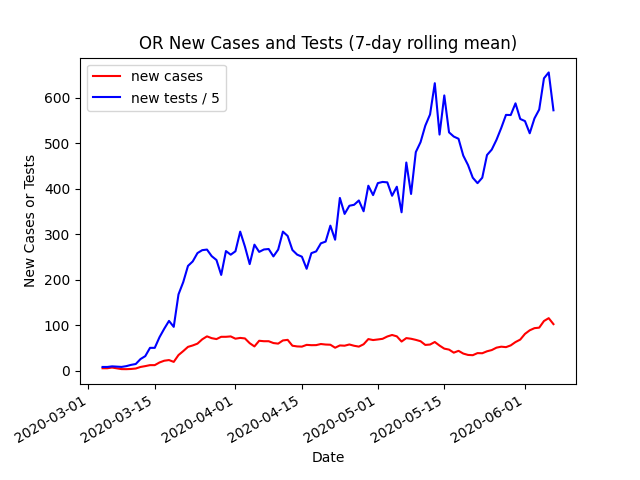 OR New Cases and Tests (7-day rolling mean)
new cases
new tests / 5
New Cases or Tests
600
500
400
300
200
100
0
2020-03-01
2020-03-15
2020-04-01
2020-04-15
2020-05-01
2020-05-15
2020-06-01
Date